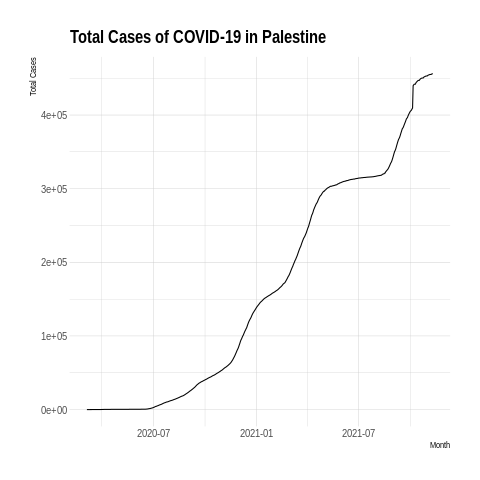 Total Cases of COVID-19 in Palestine
Total Cases
4e+05
3e+05
2e+05
1e+05
0e+00
2020-07 2021-01 2021-07
Month